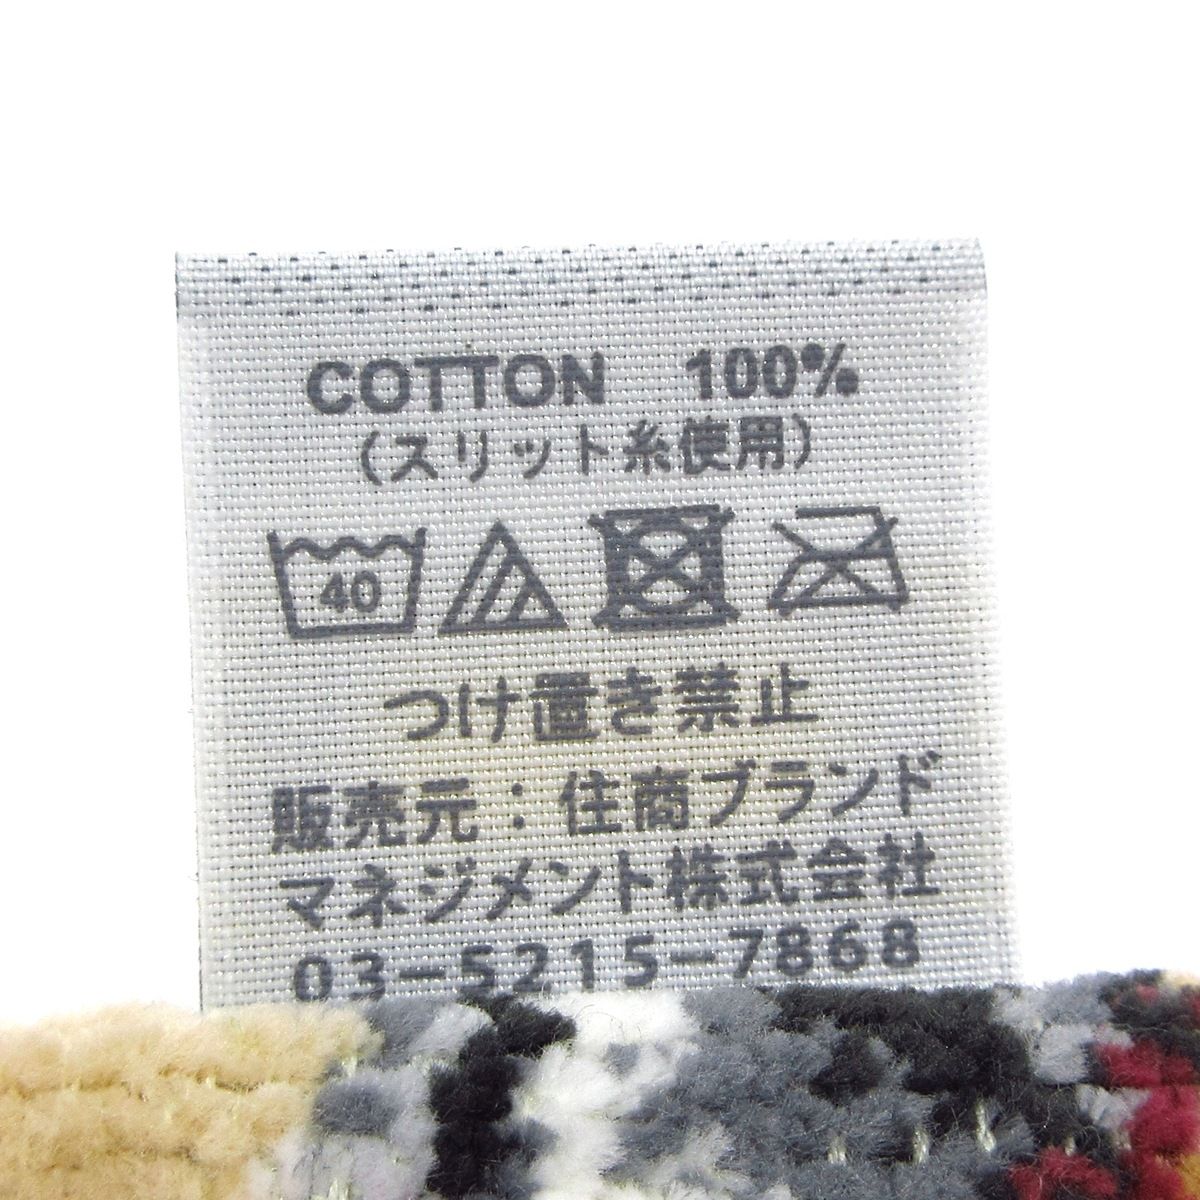 COTTON 100%
(スリット糸使用)
40
つけ置き禁止
販売元:住商ブランド
マネジメント株式会社
03-5215-7868